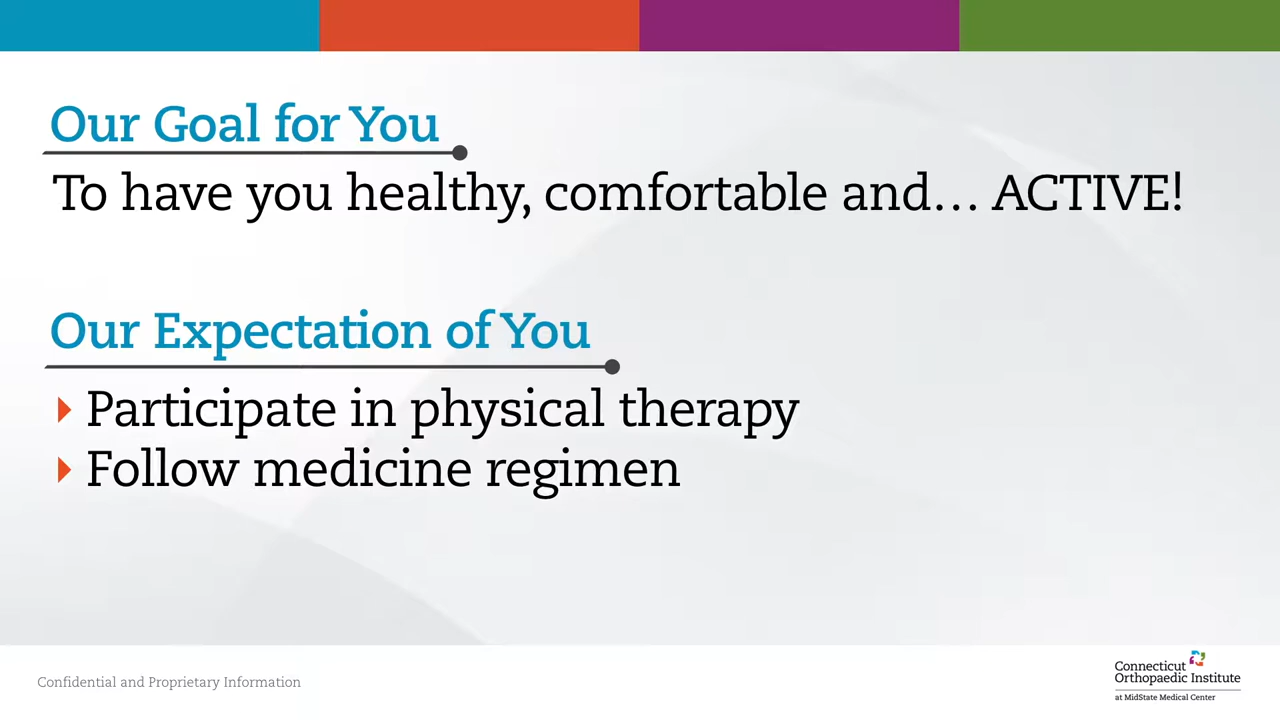 Our Goal for You
To have you healthy, comfortable and... ACTIVE!
Our Expectation of You
Participate in physical therapy
Follow medicine regimen
Confidential and Proprietary Information
Connecticut
Orthopaedic Institute
at MidState Medical Center